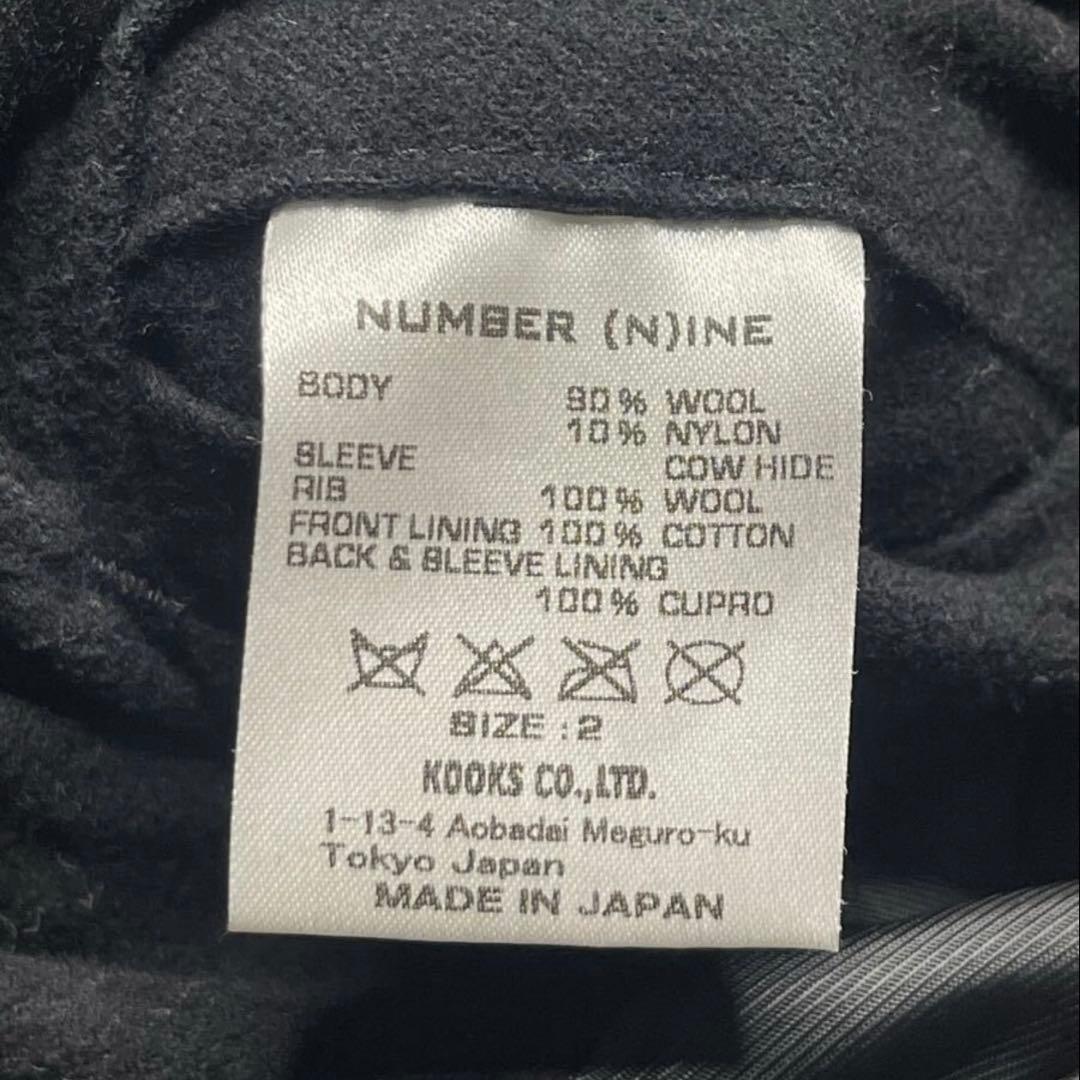 NUMBER (N)INE
BODY 90% WOOL
10% NYLON
SLEEVE COW HIDE
RIB 100% WOOL
FRONT LINING 100% COTTON
BACK & SLEEVE LINING
100% CUPRO
SIZE : 2
KOOKS CO.,LTD.
1-13-4 Aobadai Meguro-ku
Tokyo Japan
MADE IN JAPAN